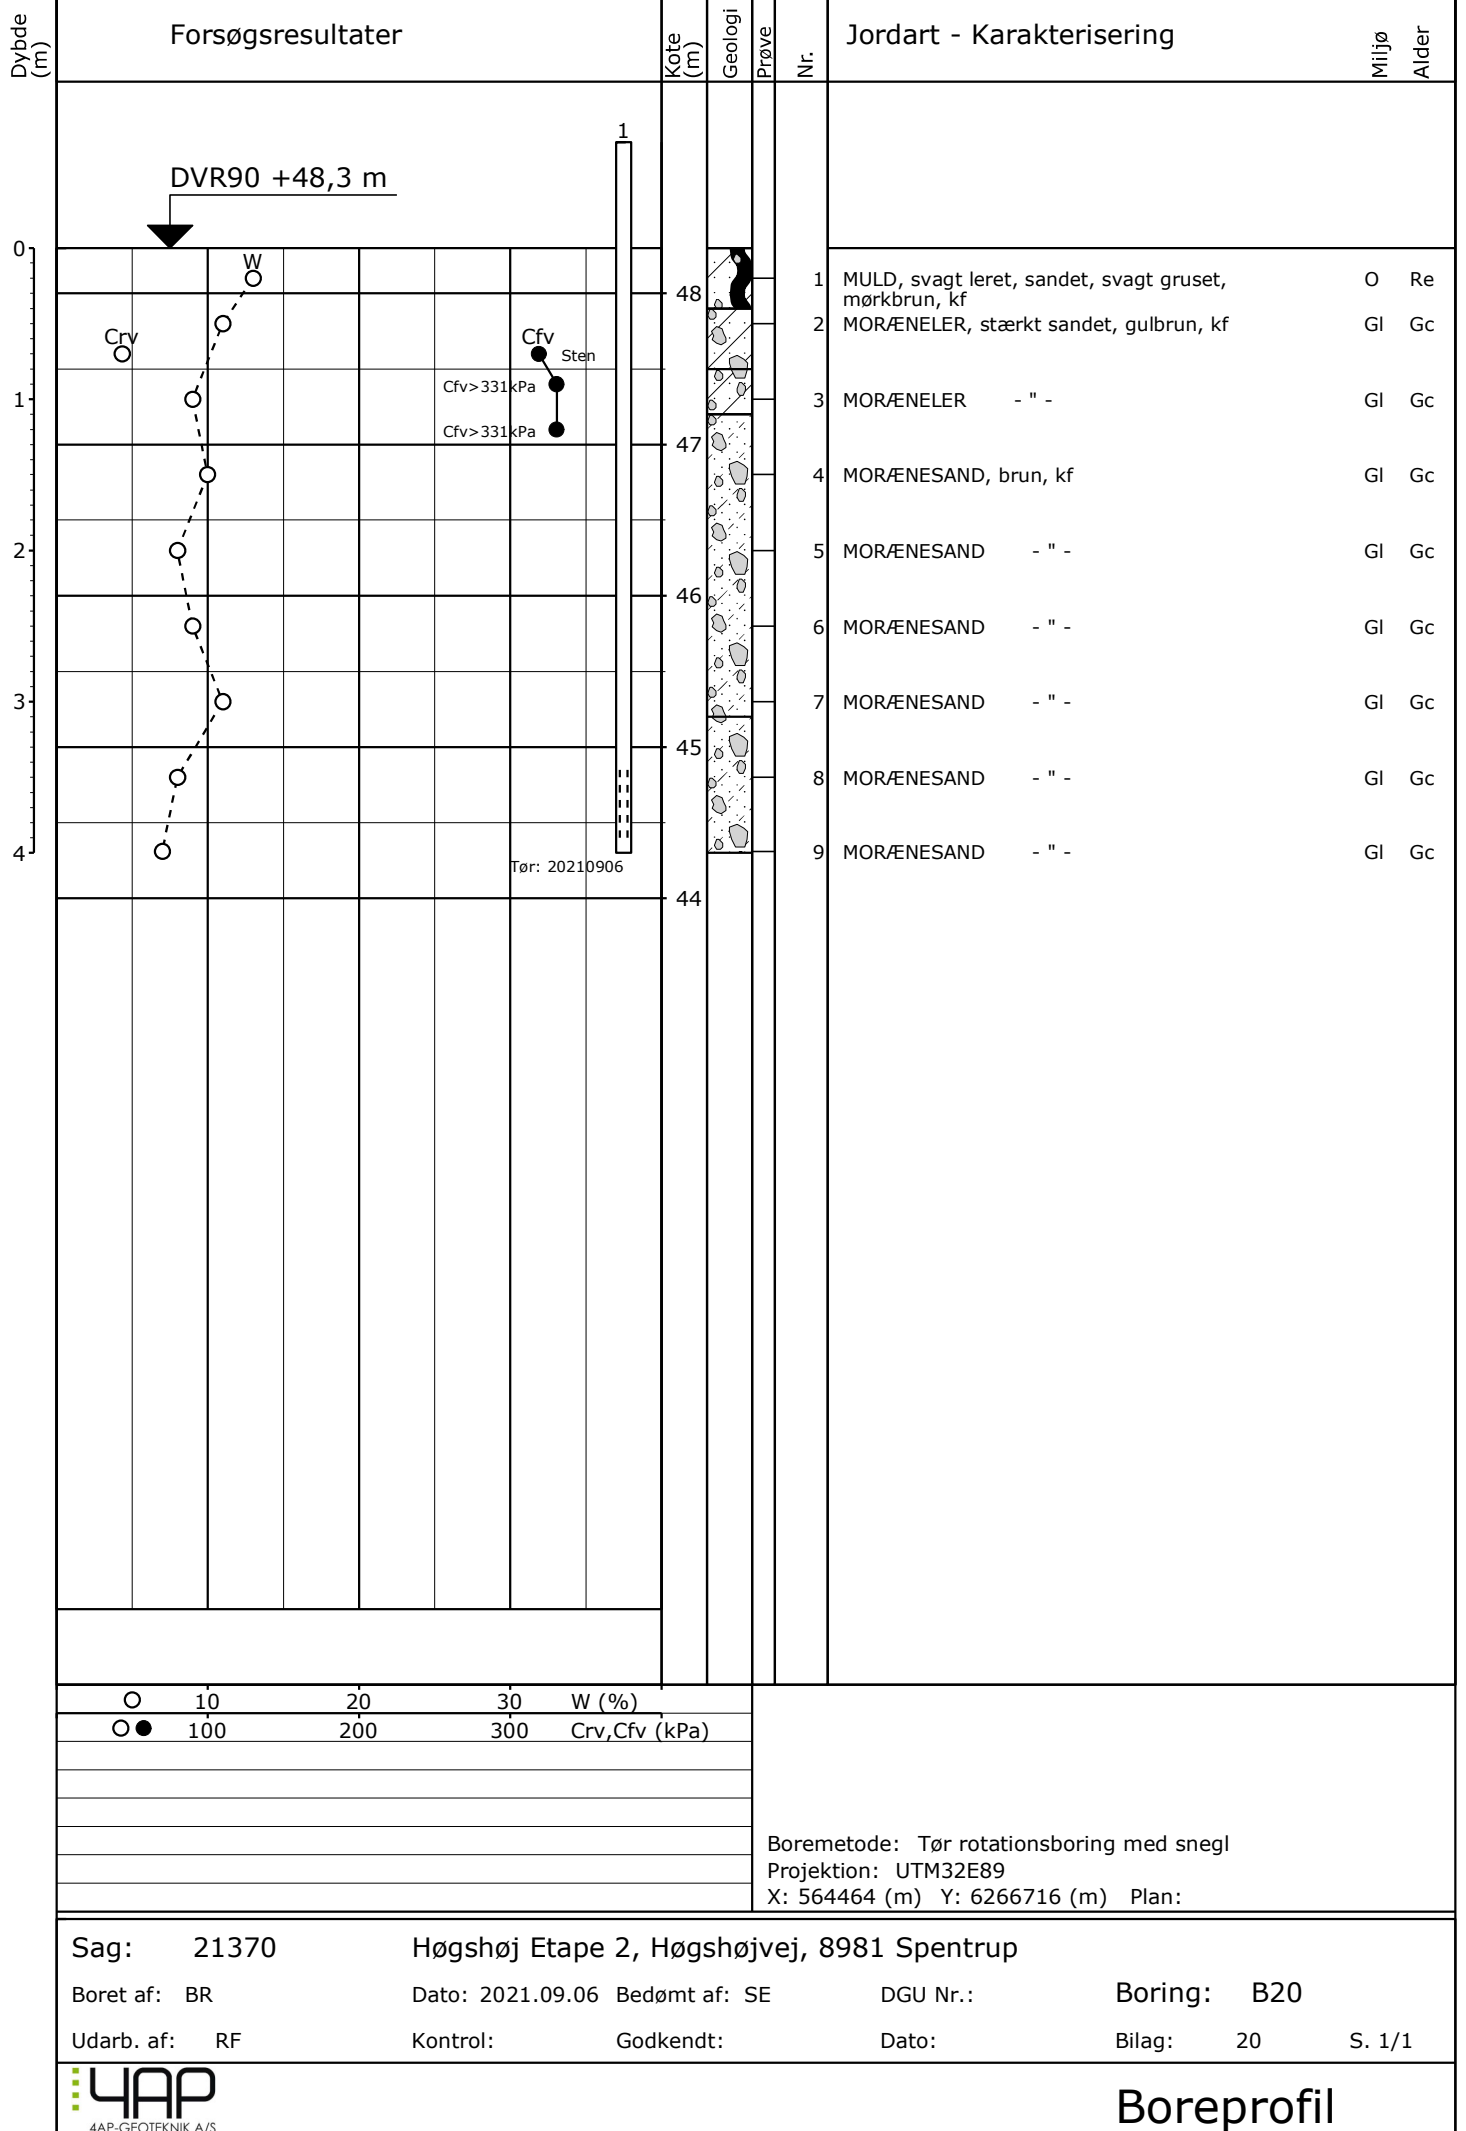 Dybde (m)
Forsøgsresultater
Kote (m)
Geologi
Prøve
Nr.
Jordart - Karakterisering
Miljø
Alder
1
DVR90 +48,3 m
0
W
48
1 MULD, svagt leret, sandet, svagt gruset, O Re
mørkbrun, kf
2 MORÆNELER, stærkt sandet, gulbrun, kf Gl Gc
Crv
Cfv
Sten
Cfv>331kPa
1
3 MORÆNELER - " - Gl Gc
Cfv>331kPa
47
4 MORÆNESAND, brun, kf Gl Gc
2
5 MORÆNESAND - " - Gl Gc
46
6 MORÆNESAND - " - Gl Gc
3
7 MORÆNESAND - " - Gl Gc
45
8 MORÆNESAND - " - Gl Gc
4
9 MORÆNESAND - " - Gl Gc
Tør: 20210906
44
10 20 30 W (%)
100 200 300 Crv,Cfv (kPa)
Boremetode: Tør rotationsboring med snegl
Projektion: UTM32E89
X: 564464 (m) Y: 6266716 (m) Plan:
Sag: 21370 Høgshøj Etape 2, Høgshøjvej, 8981 Spentrup
Boret af: BR Dato: 2021.09.06 Bedømt af: SE DGU Nr.: Boring: B20
Udarb. af: RF Kontrol: Godkendt: Dato: Bilag: 20 S. 1/1
4AP
4AP-GEOTEKNIK A/S
Boreprofil